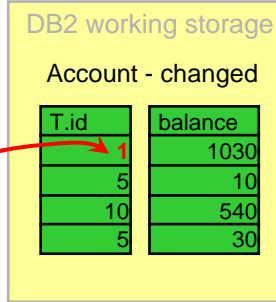 DB2 working storage
Account - changed
T.id balance
1 1030
5 10
10 540
5 30